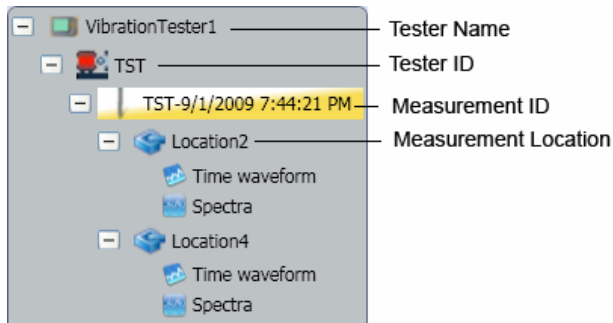 VibrationTester1 Tester Name
TST Tester ID
TST-9/1/2009 7:44:21 PM Measurement ID
Location2 Measurement Location
Time waveform
Spectra
Location4
Time waveform
Spectra